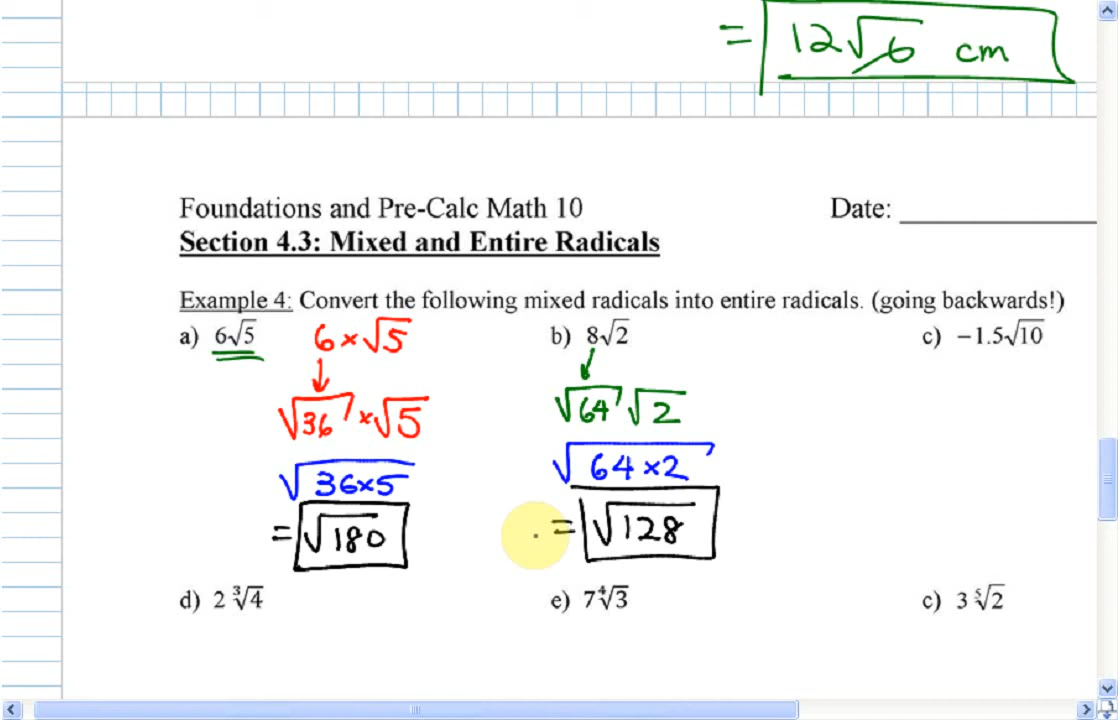 = 12√6 cm
Foundations and Pre-Calc Math 10 Date: ____________
Section 4.3: Mixed and Entire Radicals
Example 4: Convert the following mixed radicals into entire radicals. (going backwards!)
a) 6√5 6 × √5 b) 8√2 c) −1.5√10
√36 × √5 √64 √2
√36×5 √64×2
= √180 = √128
d) 2 ∛4 e) 7∜3 c) 3 ⁵√2